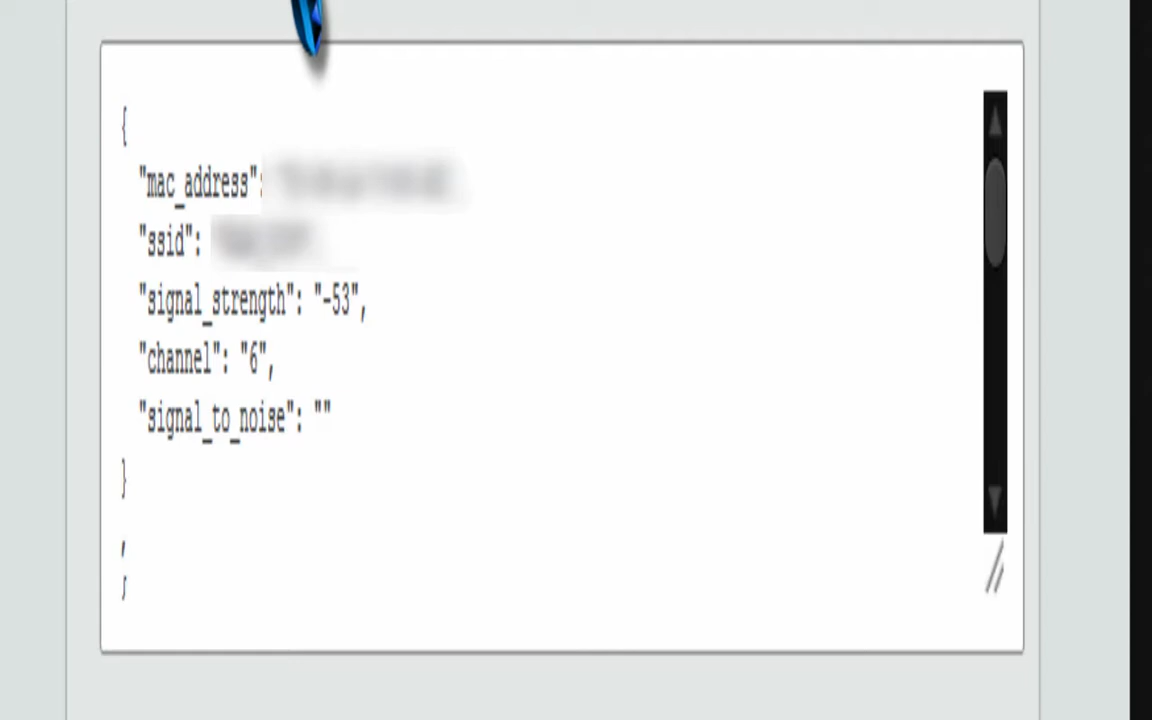 {
"mac_address":
"ssid":
"signal_strength": "-53",
"channel": "6",
"signal_to_noise": ""
}
,